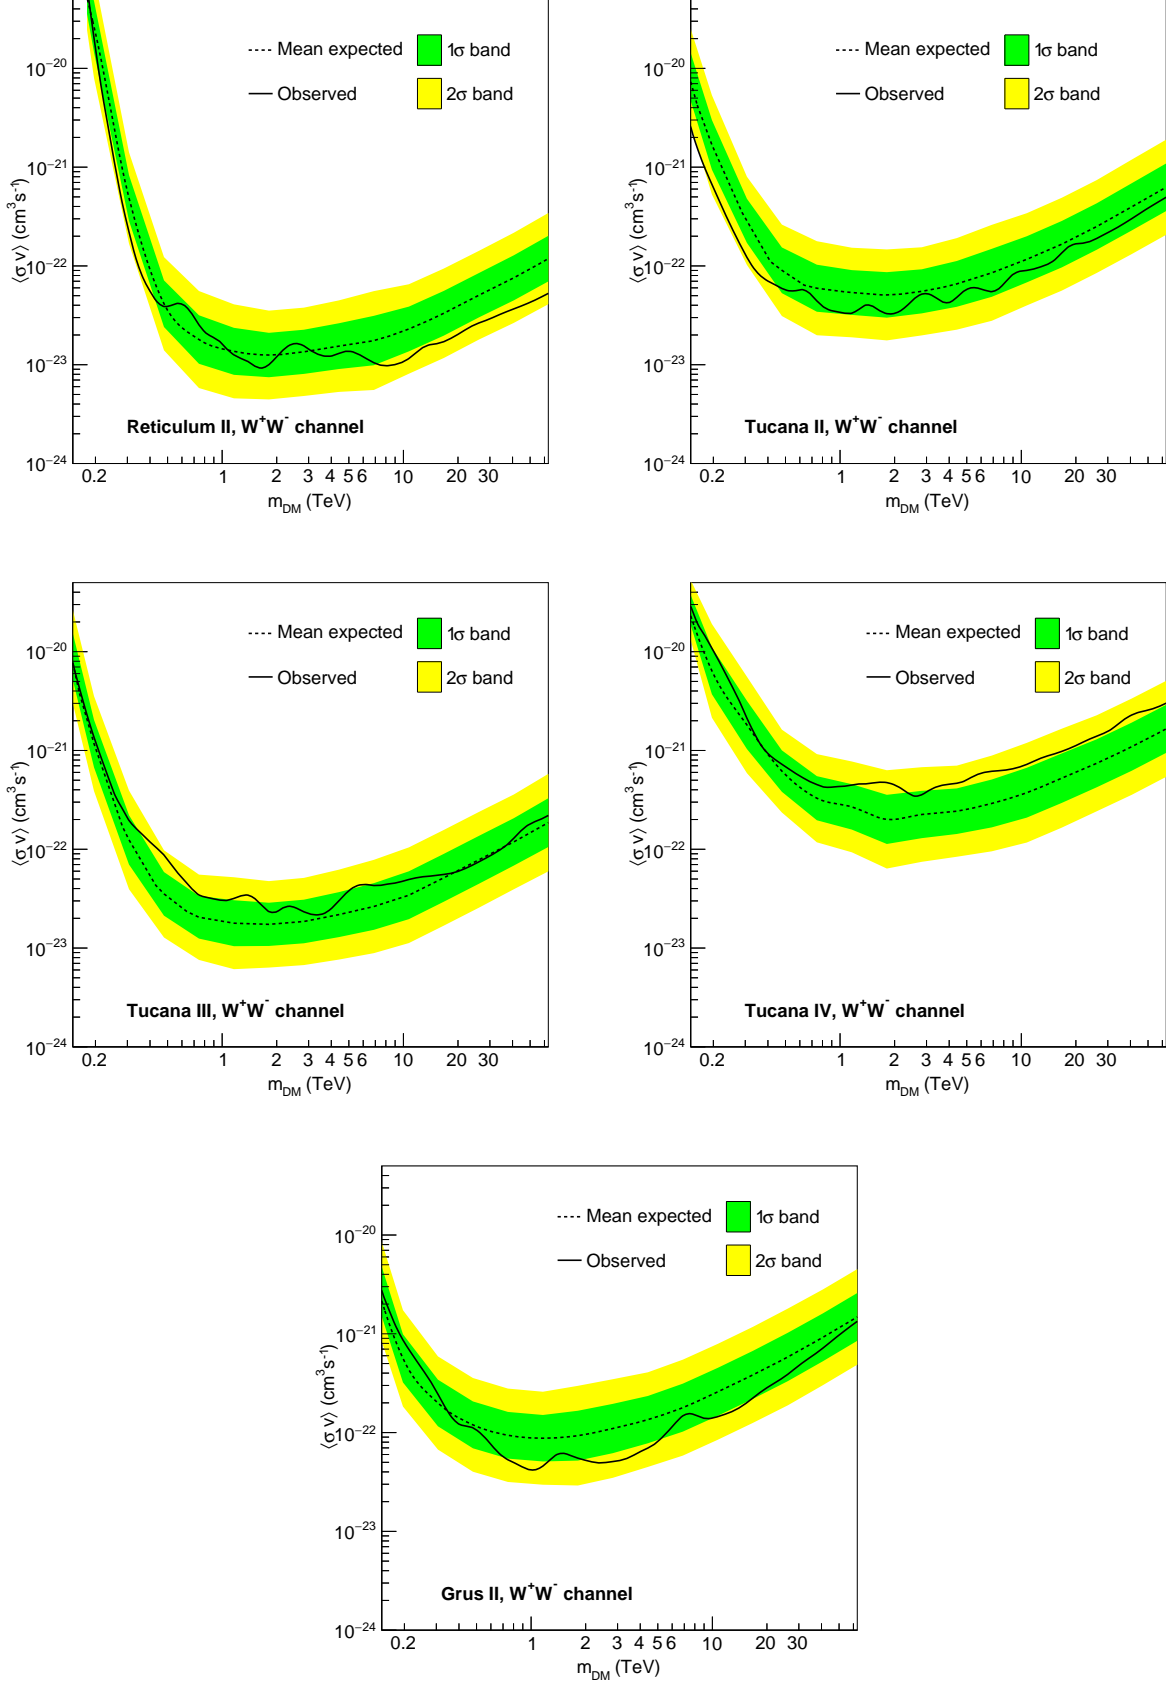 Mean expected 1σ band
Observed 2σ band
10⁻²⁰
10⁻²¹
10⁻²²
10⁻²³
10⁻²⁴
⟨σ v⟩ (cm³s⁻¹)
Reticulum II, W⁺W⁻ channel
0.2 1 2 3 4 5 6 10 20 30
m_DM (TeV)
Mean expected 1σ band
Observed 2σ band
10⁻²⁰
10⁻²¹
10⁻²²
10⁻²³
10⁻²⁴
⟨σ v⟩ (cm³s⁻¹)
Tucana II, W⁺W⁻ channel
0.2 1 2 3 4 5 6 10 20 30
m_DM (TeV)
Mean expected 1σ band
Observed 2σ band
10⁻²⁰
10⁻²¹
10⁻²²
10⁻²³
10⁻²⁴
⟨σ v⟩ (cm³s⁻¹)
Tucana III, W⁺W⁻ channel
0.2 1 2 3 4 5 6 10 20 30
m_DM (TeV)
Mean expected 1σ band
Observed 2σ band
10⁻²⁰
10⁻²¹
10⁻²²
10⁻²³
10⁻²⁴
⟨σ v⟩ (cm³s⁻¹)
Tucana IV, W⁺W⁻ channel
0.2 1 2 3 4 5 6 10 20 30
m_DM (TeV)
Mean expected 1σ band
Observed 2σ band
10⁻²⁰
10⁻²¹
10⁻²²
10⁻²³
10⁻²⁴
⟨σ v⟩ (cm³s⁻¹)
Grus II, W⁺W⁻ channel
0.2 1 2 3 4 5 6 10 20 30
m_DM (TeV)